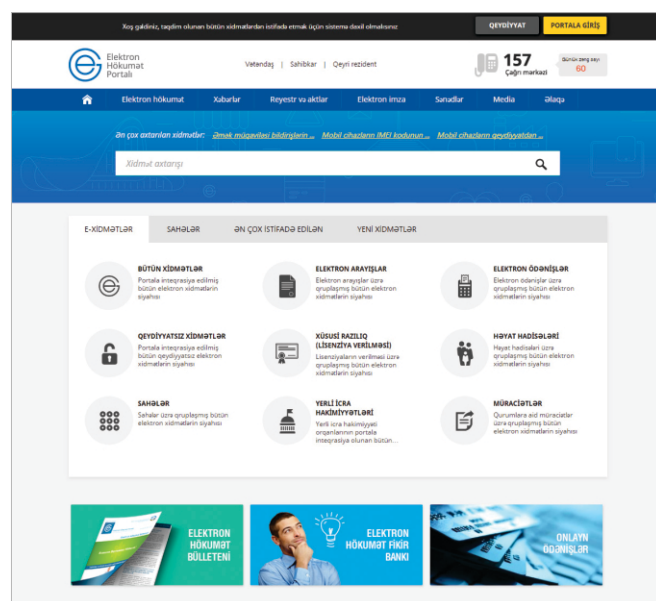 Xoş gəldiniz, təqdim olunan bütün xidmətlərdən istifadə etmək üçün sistemə daxil olmalısınız
QEYDİYYAT
PORTALA GİRİŞ
Elektron
Hökumət
Portalı
Vətəndaş | Sahibkar | Qeyri rezident
157
Çağrı mərkəzi
Günün zəng sayı
60
Elektron hökumət
Xəbərlər
Reyestr və aktlar
Elektron imza
Sənədlər
Media
Əlaqə
Ən çox axtarılan xidmətlər: Əmək müqaviləsi bildirişlərin ... Mobil cihazların IMEI kodunun ... Mobil cihazların qeydiyyatdan ...
Xidmət axtarışı
E-XİDMƏTLƏR
SAHƏLƏR
ƏN ÇOX İSTİFADƏ EDİLƏN
YENİ XİDMƏTLƏR
BÜTÜN XİDMƏTLƏR
Portala inteqrasiya edilmiş
bütün elektron xidmətlərin
siyahısı
ELEKTRON ARAYIŞLAR
Elektron arayışlar üzrə
qruplaşmış bütün elektron
xidmətlərin siyahısı
ELEKTRON ÖDƏNİŞLƏR
Elektron ödənişlər üzrə
qruplaşmış bütün elektron
xidmətlərin siyahısı
QEYDİYYATSIZ XİDMƏTLƏR
Portala inteqrasiya edilmiş
bütün qeydiyyatsız elektron
xidmətlərin siyahısı
XÜSUSİ RAZILIQ
(LİSENZİYA VERİLMƏSİ)
Lisenziyaların verilməsi üzrə
qruplaşmış bütün elektron
xidmətlərin siyahısı
HƏYAT HADİSƏLƏRİ
Həyat hadisələri üzrə
qruplaşmış bütün elektron
xidmətlərin siyahısı
SAHƏLƏR
Sahələr üzrə qruplaşmış bütün
elektron xidmətlərin siyahısı
YERLİ İCRA
HAKİMİYYƏTLƏRİ
Yerli icra hakimiyyəti
orqanlarının portala
inteqrasiya olunan bütün...
MÜRACİƏTLƏR
Qurumlara aid müraciətlər
üzrə qruplaşmış bütün
elektron xidmətlərin siyahısı
ELEKTRON
HÖKUMƏT
BÜLLETENİ
ELEKTRON
HÖKUMƏT FİKİR
BANKI
ONLAYN
ÖDƏNİŞLƏR